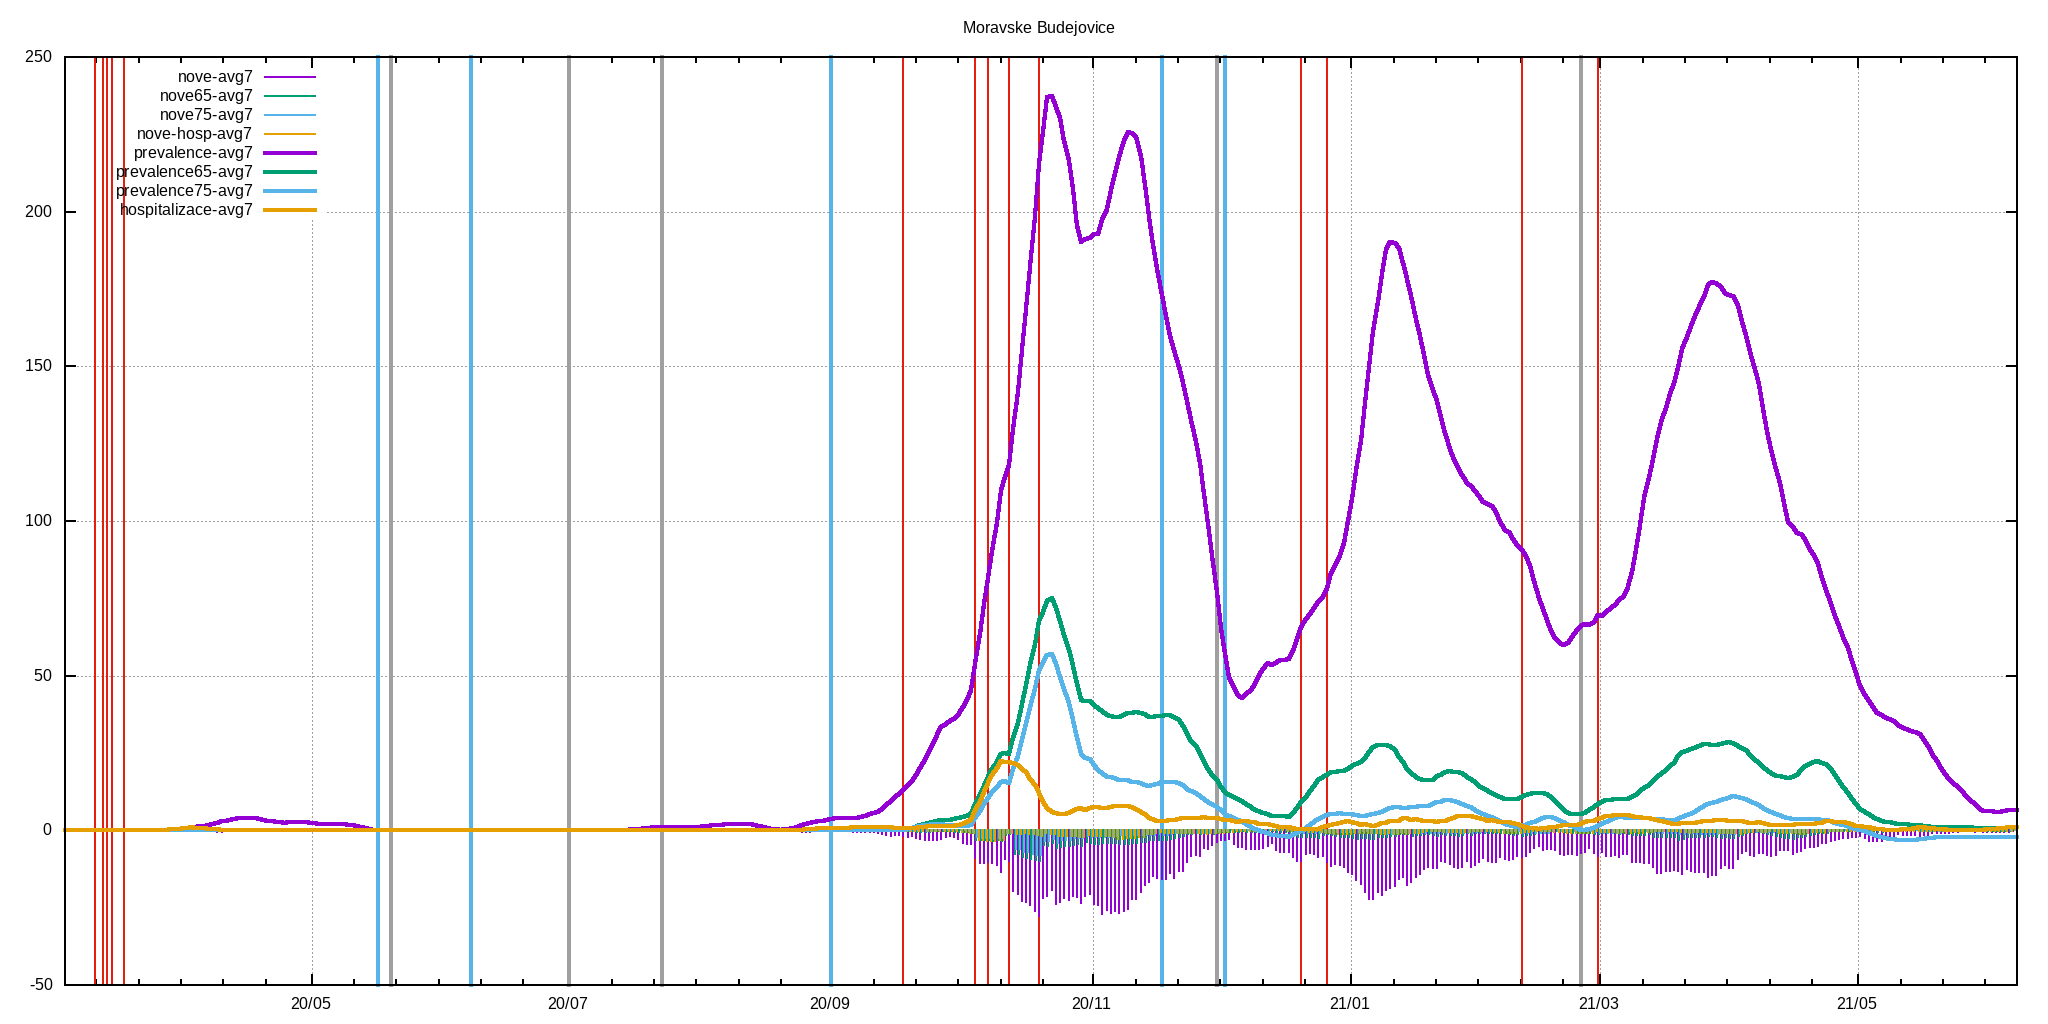 Moravske Budejovice
250
200
150
100
50
0
-50
nove-avg7
nove65-avg7
nove75-avg7
nove-hosp-avg7
prevalence-avg7
prevalence65-avg7
prevalence75-avg7
hospitalizace-avg7
20/05
20/07
20/09
20/11
21/01
21/03
21/05